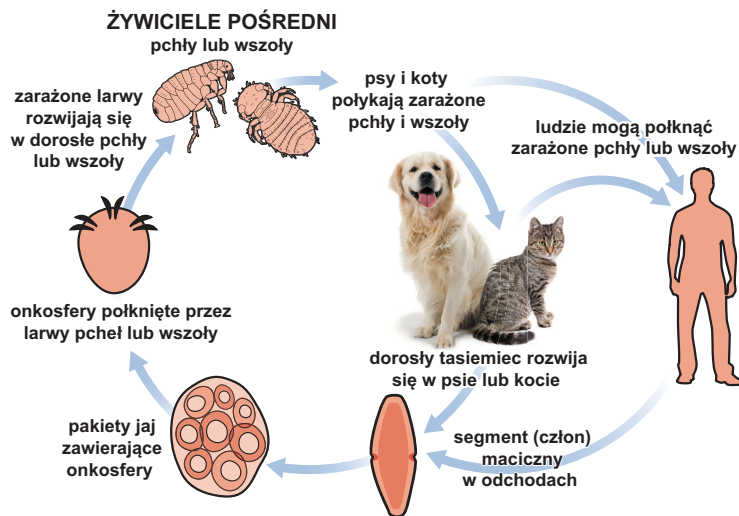 ŻYWICIELE POŚREDNI
pchły lub wszoły
zarażone larwy
rozwijają się
w dorosłe pchły
lub wszoły
psy i koty
połykają zarażone
pchły i wszoły
ludzie mogą połknąć
zarażone pchły lub wszoły
onkosfery połknięte przez
larwy pcheł lub wszoły
dorosły tasiemiec rozwija
się w psie lub kocie
pakiety jaj
zawierające
onkosfery
segment (człon)
maciczny
w odchodach